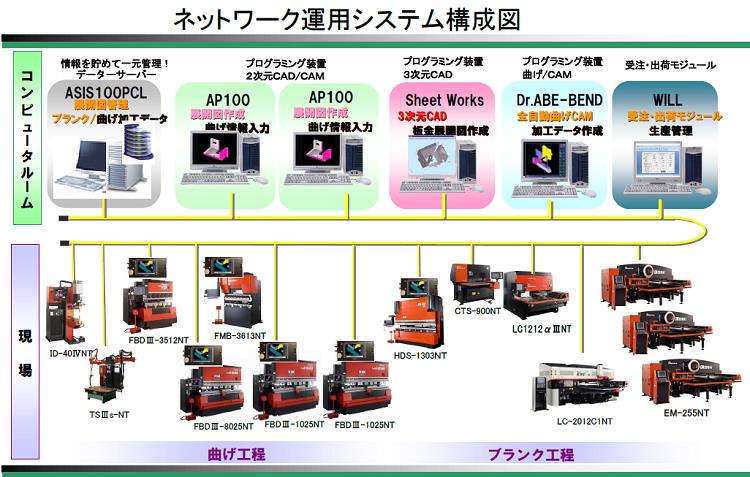 ネットワーク運用システム構成図
コンピュータルーム
情報を貯めて一元管理!
データーサーバー
ASIS100PCL
展開図管理
ブランク/曲げ加工データ
プログラミング装置
2次元CAD/CAM
AP100
展開図作成
曲げ情報入力
AP100
展開図作成
曲げ情報入力
プログラミング装置
3次元CAD
Sheet Works
3次元CAD
板金展開図作成
プログラミング装置
曲げ/CAM
Dr.ABE-BEND
全自動曲げCAM
加工データ作成
受注・出荷モジュール
WILL
受注・出荷モジュール
生産管理
現場
ID-40ⅣNT
TSⅢs-NT
FBDⅢ-3512NT
FMB-3613NT
FBDⅢ-8025NT
FBDⅢ-1025NT
FBDⅢ-1025NT
HDS-1303NT
CTS-900NT
LC1212αⅢNT
LC-2012C1NT
EM-255NT
曲げ工程
ブランク工程